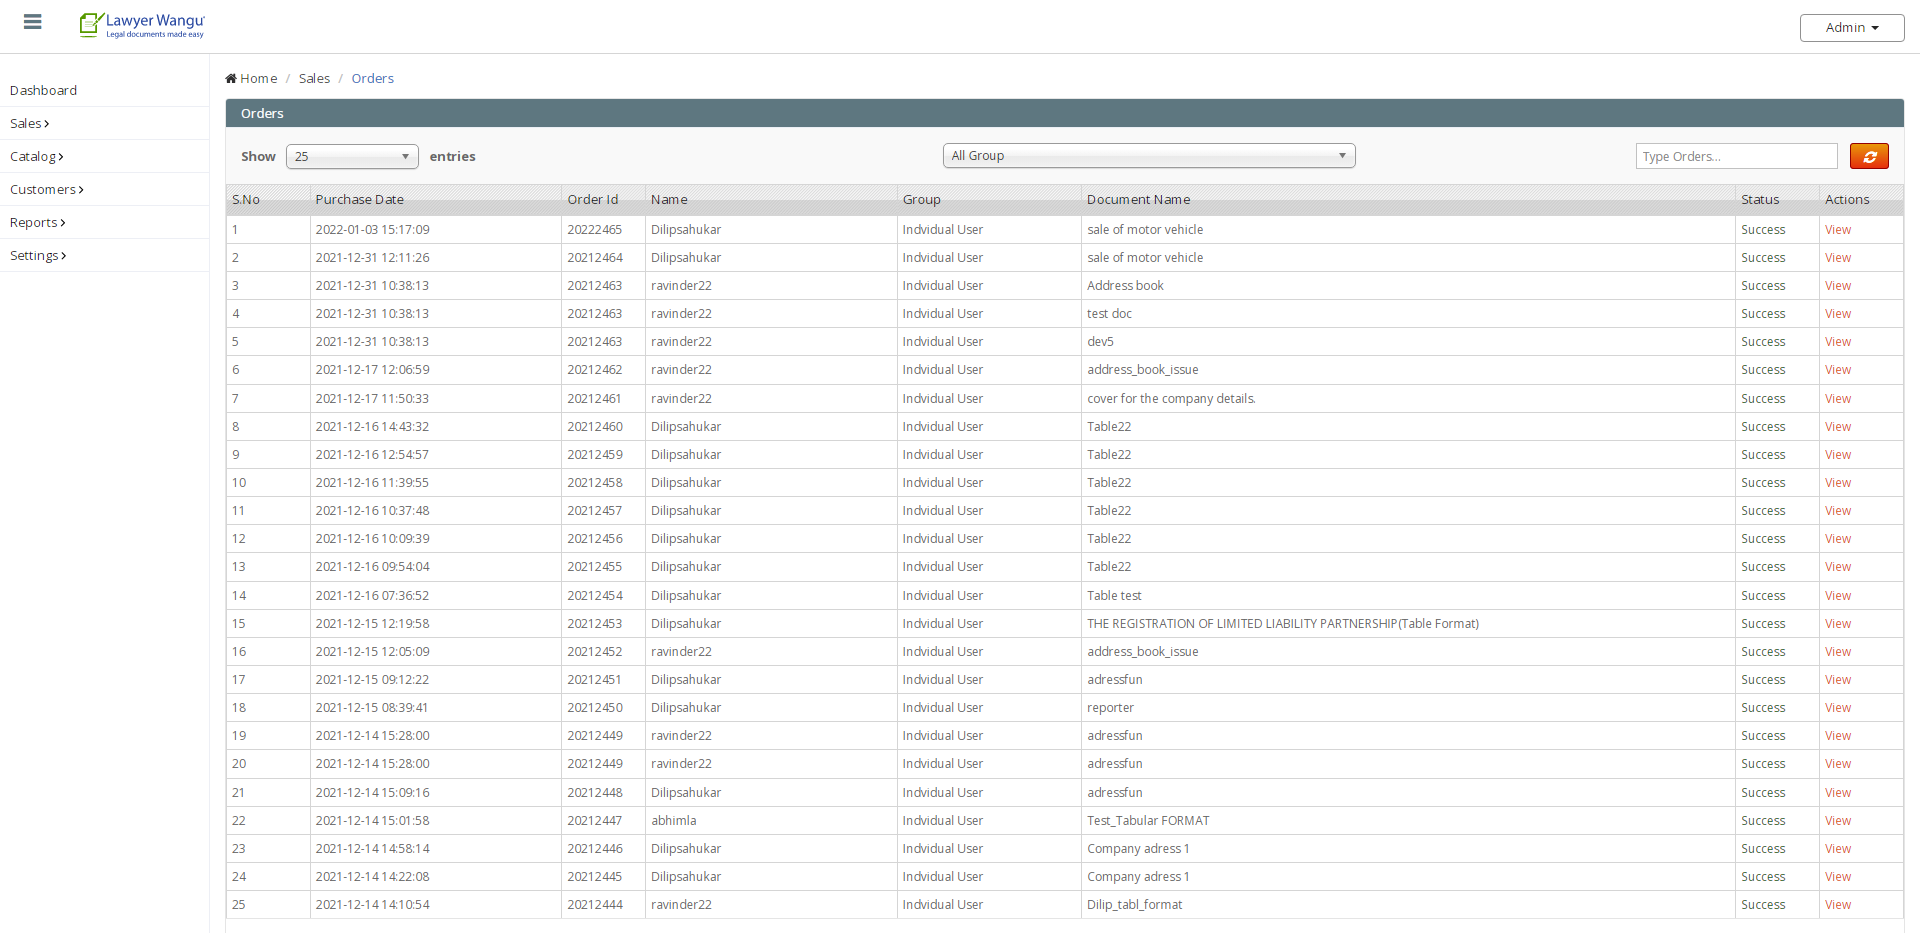 Lawyer Wangu
Legal documents made easy
Admin
Dashboard
Sales
Catalog
Customers
Reports
Settings
Home / Sales / Orders
Orders
Show 25 entries
All Group
Type Orders...
S.No Purchase Date Order Id Name Group Document Name Status Actions
1 2022-01-03 15:17:09 20222465 Dilipsahukar Indvidual User sale of motor vehicle Success View
2 2021-12-31 12:11:26 20212464 Dilipsahukar Indvidual User sale of motor vehicle Success View
3 2021-12-31 10:38:13 20212463 ravinder22 Indvidual User Address book Success View
4 2021-12-31 10:38:13 20212463 ravinder22 Indvidual User test doc Success View
5 2021-12-31 10:38:13 20212463 ravinder22 Indvidual User dev5 Success View
6 2021-12-17 12:06:59 20212462 ravinder22 Indvidual User address_book_issue Success View
7 2021-12-17 11:50:33 20212461 ravinder22 Indvidual User cover for the company details. Success View
8 2021-12-16 14:43:32 20212460 Dilipsahukar Indvidual User Table22 Success View
9 2021-12-16 12:54:57 20212459 Dilipsahukar Indvidual User Table22 Success View
10 2021-12-16 11:39:55 20212458 Dilipsahukar Indvidual User Table22 Success View
11 2021-12-16 10:37:48 20212457 Dilipsahukar Indvidual User Table22 Success View
12 2021-12-16 10:09:39 20212456 Dilipsahukar Indvidual User Table22 Success View
13 2021-12-16 09:54:04 20212455 Dilipsahukar Indvidual User Table22 Success View
14 2021-12-16 07:36:52 20212454 Dilipsahukar Indvidual User Table test Success View
15 2021-12-15 12:19:58 20212453 Dilipsahukar Indvidual User THE REGISTRATION OF LIMITED LIABILITY PARTNERSHIP(Table Format) Success View
16 2021-12-15 12:05:09 20212452 ravinder22 Indvidual User address_book_issue Success View
17 2021-12-15 09:12:22 20212451 Dilipsahukar Indvidual User adressfun Success View
18 2021-12-15 08:39:41 20212450 Dilipsahukar Indvidual User reporter Success View
19 2021-12-14 15:28:00 20212449 ravinder22 Indvidual User adressfun Success View
20 2021-12-14 15:28:00 20212449 ravinder22 Indvidual User adressfun Success View
21 2021-12-14 15:09:16 20212448 Dilipsahukar Indvidual User adressfun Success View
22 2021-12-14 15:01:58 20212447 abhimla Indvidual User Test_Tabular FORMAT Success View
23 2021-12-14 14:58:14 20212446 Dilipsahukar Indvidual User Company adress 1 Success View
24 2021-12-14 14:22:08 20212445 Dilipsahukar Indvidual User Company adress 1 Success View
25 2021-12-14 14:10:54 20212444 ravinder22 Indvidual User Dilip_tabl_format Success View